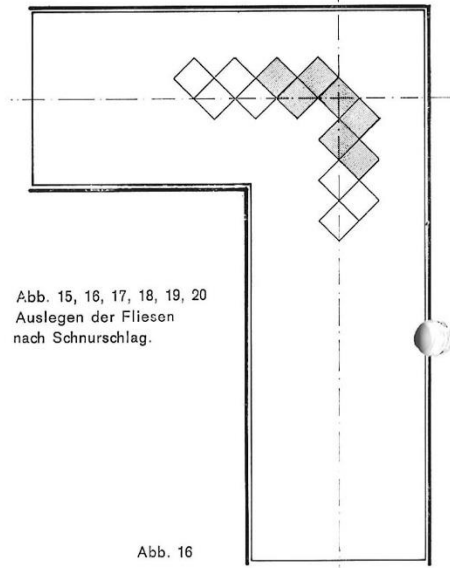 Abb. 15, 16, 17, 18, 19, 20
Auslegen der Fliesen
nach Schnurschlag.
Abb. 16